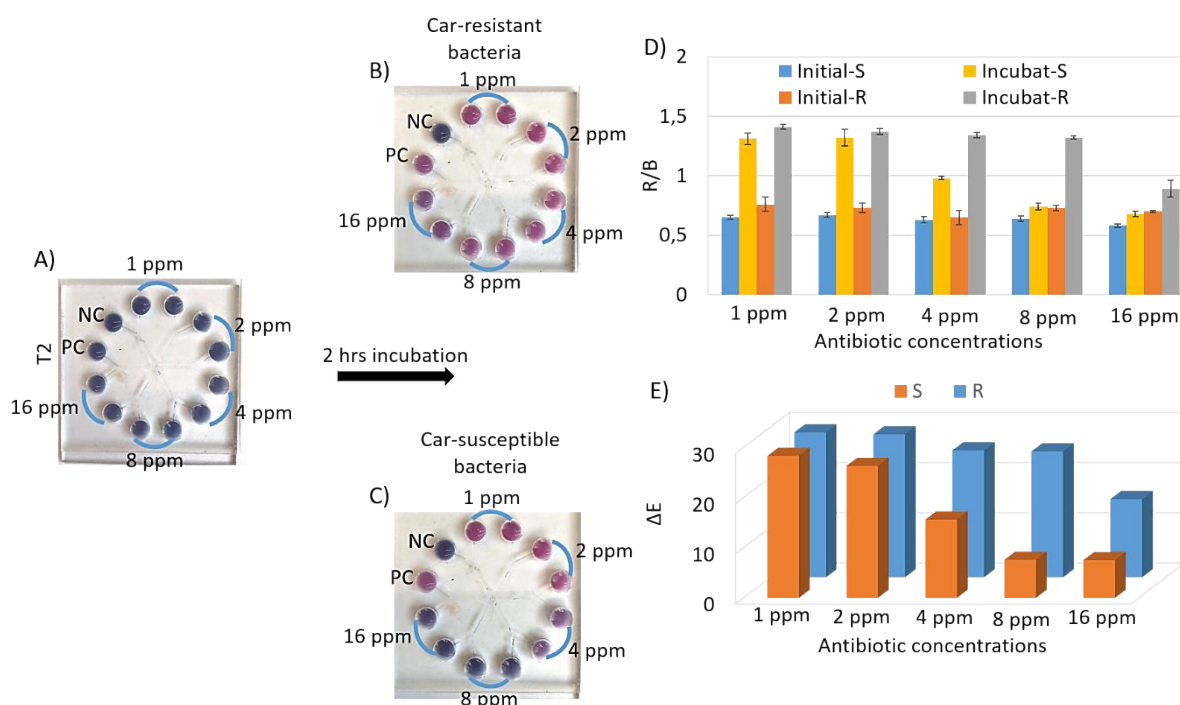 A)
1 ppm
NC
2 ppm
PC
T2
16 ppm
4 ppm
8 ppm
2 hrs incubation
Car-resistant
bacteria
B)
1 ppm
NC
2 ppm
PC
16 ppm
4 ppm
8 ppm
Car-susceptible
bacteria
C)
1 ppm
NC
2 ppm
PC
16 ppm
4 ppm
8 ppm
D)
2
Initial-S
Incubat-S
Initial-R
Incubat-R
1,5
1
0,5
0
R/B
1 ppm
2 ppm
4 ppm
8 ppm
16 ppm
Antibiotic concentrations
E)
S
R
30
20
10
0
ΔE
1 ppm
2 ppm
4 ppm
8 ppm
16 ppm
Antibiotic concentrations